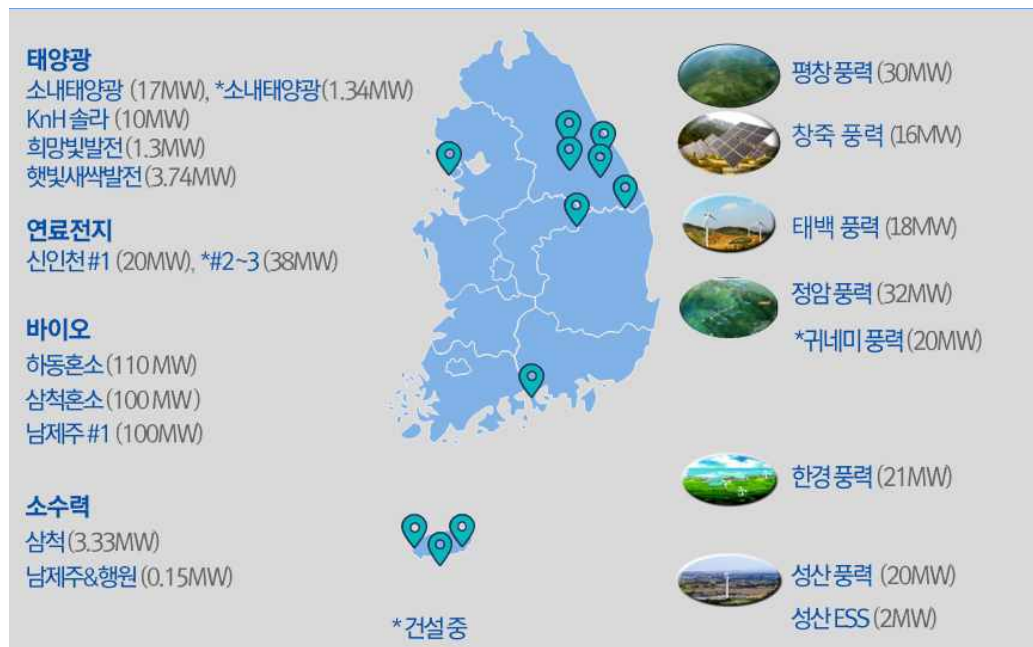 태양광
소내태양광 (17MW), *소내태양광(1.34MW)
KnH 솔라 (10MW)
희망빛발전(1.3MW)
햇빛새싹발전(3.74MW)
연료전지
신인천 #1 (20MW), *#2~3 (38MW)
바이오
하동혼소 (110 MW)
삼척혼소 (100 MW )
남제주 #1 (100MW)
소수력
삼척(3.33MW)
남제주&행원 (0.15MW)
*건설 중
평창 풍력 (30MW)
창죽 풍력 (16MW)
태백 풍력 (18MW)
정암 풍력 (32MW)
*귀네미 풍력 (20MW)
한경 풍력 (21MW)
성산 풍력 (20MW)
성산 ESS (2MW)